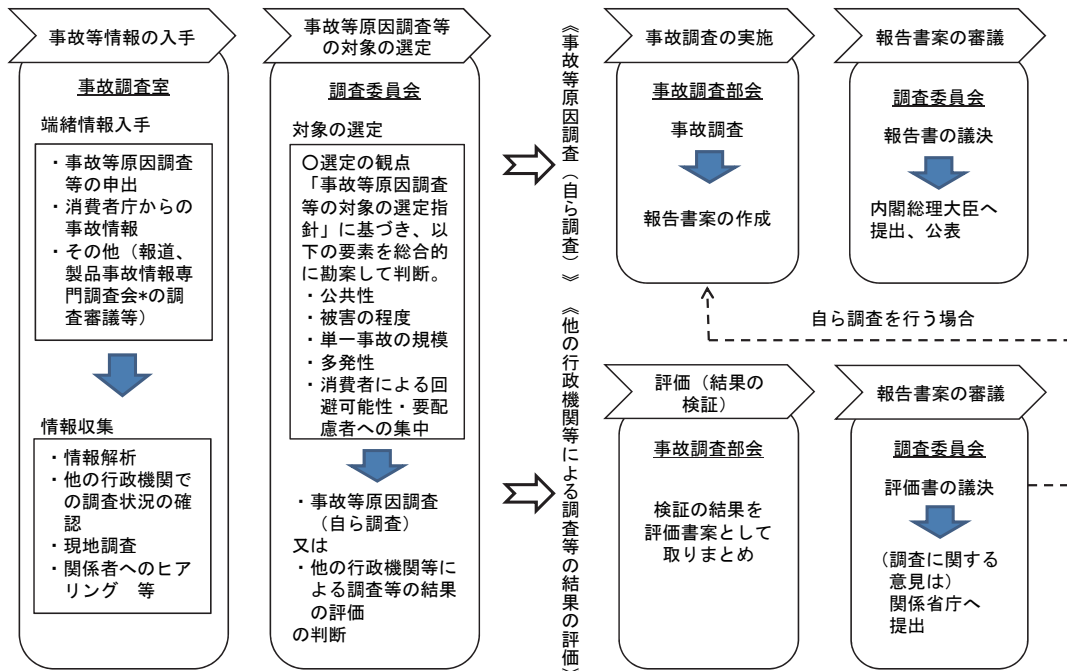 事故等情報の入手
事故調査室
端緒情報入手
・事故等原因調査
等の申出
・消費者庁からの
事故情報
・その他（報道、
製品事故情報専
門調査会*の調
査審議等）
情報収集
・情報解析
・他の行政機関で
の調査状況の確
認
・現地調査
・関係者へのヒア
リング　等
事故等原因調査等
の対象の選定
調査委員会
対象の選定
〇選定の観点
「事故等原因調査
等の対象の選定指
針」に基づき、以
下の要素を総合的
に勘案して判断。
・公共性
・被害の程度
・単一事故の規模
・多発性
・消費者による回
避可能性・要配
慮者への集中
・事故等原因調査
（自ら調査）
又は
・他の行政機関等に
よる調査等の結果
の評価
の判断
《事故等原因調査（自ら調査）》
《他の行政機関等による調査等の結果の評価》
事故調査の実施
事故調査部会
事故調査
報告書案の作成
報告書案の審議
調査委員会
報告書の議決
内閣総理大臣へ
提出、公表
自ら調査を行う場合
評価（結果の
検証）
事故調査部会
検証の結果を
評価書案として
取りまとめ
報告書案の審議
調査委員会
評価書の議決
（調査に関する
意見は）
関係省庁へ
提出